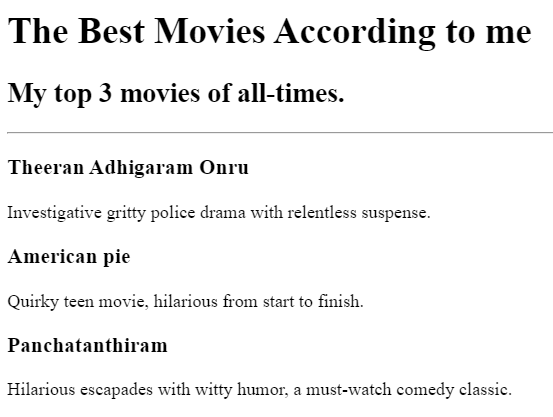 The Best Movies According to me
My top 3 movies of all-times.
Theeran Adhigaram Onru
Investigative gritty police drama with relentless suspense.
American pie
Quirky teen movie, hilarious from start to finish.
Panchatanthiram
Hilarious escapades with witty humor, a must-watch comedy classic.